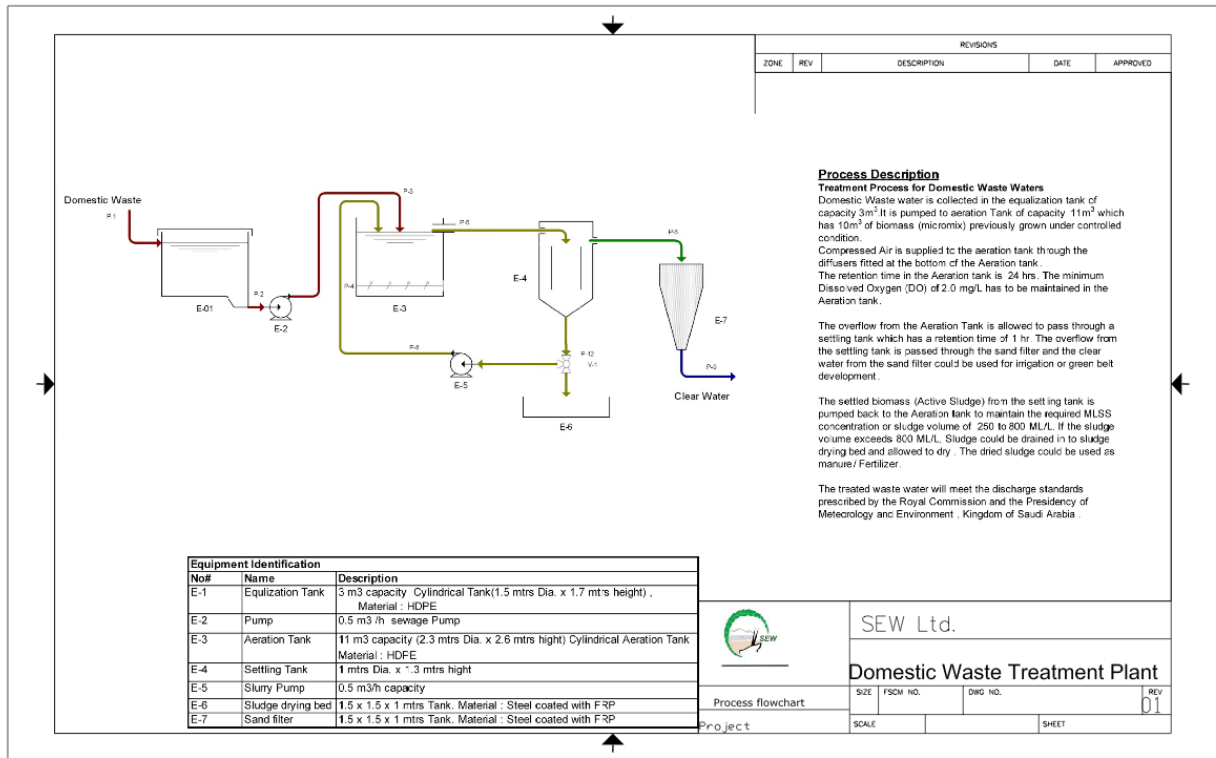 REVISIONS
ZONE REV DESCRIPTION DATE APPROVED
Process Description
Treatment Process for Domestic Waste Waters
Domestic Waste water is collected in the equalization tank of
capacity 3m³.It is pumped to aeration Tank of capacity 11m³ which
has 10m³ of biomass (micromix) previously grown under controlled
condition.
Compressed Air is supplied to the aeration tank through the
diffusers fitted at the bottom of the Aeration tank.
The retention time in the Aeration tank is 24 hrs. The minimum
Dissolved Oxygen (DO) of 2.0 mg/L has to be maintained in the
Aeration tank.
The overflow from the Aeration Tank is allowed to pass through a
settling tank which has a retention time of 1 hr. The overflow from
the settling tank is passed through the sand filter and the clear
water from the sand filter could be used for irrigation or green belt
development.
The settled biomass (Active Sludge) from the settling tank is
pumped back to the Aeration tank to maintain the required MLSS
concentration or sludge volume of 250 to 800 ML/L. If the sludge
volume exceeds 800 ML/L, Sludge could be drained in to sludge
drying bed and allowed to dry . The dried sludge could be used as
manure/ Fertilizer.
The treated waste water will meet the discharge standards
prescribed by the Royal Commission and the Presidency of
Meteorology and Environment , Kingdom of Saudi Arabia .
Domestic Waste
P-1
P-2
P-3
P-4
E-01
E-2
E-3
E-4
E-7
P-12
V-1
E-5
E-6
Clear Water
Equipment Identification
No# Name Description
E-1 Equlization Tank 3 m3 capacity Cylindrical Tank(1.5 mtrs Dia. x 1.7 mtrs height) ,
Material : HDPE
E-2 Pump 0.5 m3 /h sewage Pump
E-3 Aeration Tank 11 m3 capacity (2.3 mtrs Dia. x 2.6 mtrs hight) Cylindrical Aeration Tank
Material : HDPE
E-4 Settling Tank 1 mtrs Dia. x 1.3 mtrs hight
E-5 Slurry Pump 0.5 m3/h capacity
E-6 Sludge drying bed 1.5 x 1.5 x 1 mtrs Tank. Material : Steel coated with FRP
E-7 Sand filter 1.5 x 1.5 x 1 mtrs Tank. Material : Steel coated with FRP
SEW
SEW Ltd.
Domestic Waste Treatment Plant
Process flowchart
Project
SIZE FSCM NO. DWG NO. REV
01
SCALE SHEET